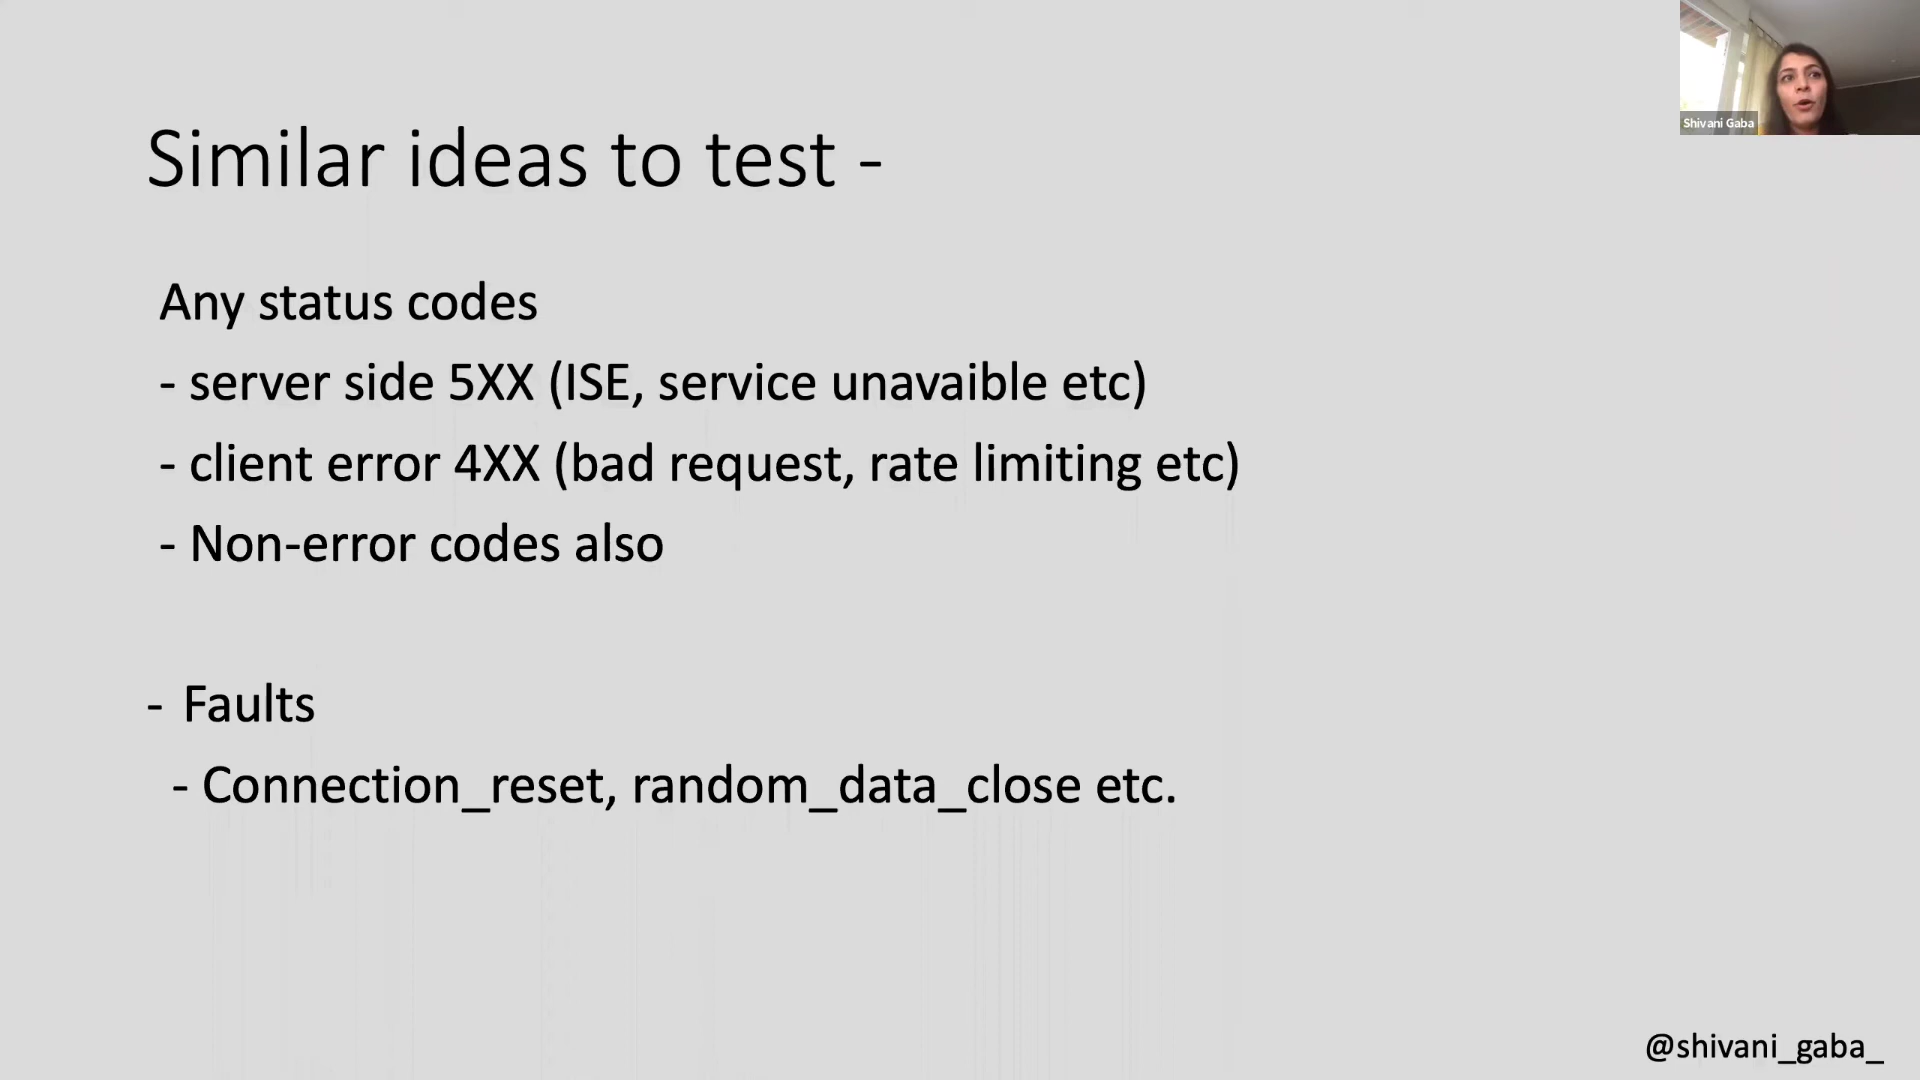 Shivani Gaba
Similar ideas to test -
Any status codes
- server side 5XX (ISE, service unavaible etc)
- client error 4XX (bad request, rate limiting etc)
- Non-error codes also
- Faults
- Connection_reset, random_data_close etc.
@shivani_gaba_